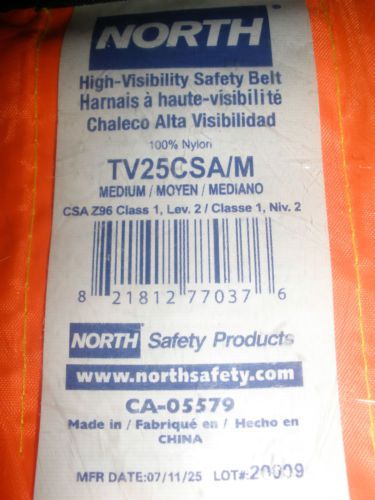 NORTH
High-Visibility Safety Belt
Harnais à haute-visibilité
Chaleco Alta Visibilidad
100% Nylon
TV25CSA/M
MEDIUM / MOYEN / MEDIANO
CSA Z96 Class 1, Lev. 2 / Classe 1, Niv. 2
8 21812 77037 6
NORTH Safety Products
www.northsafety.com
CA-05579
Made in / Fabriqué en / Hecho en
CHINA
MFR DATE:07/11/25 LOT#:20009